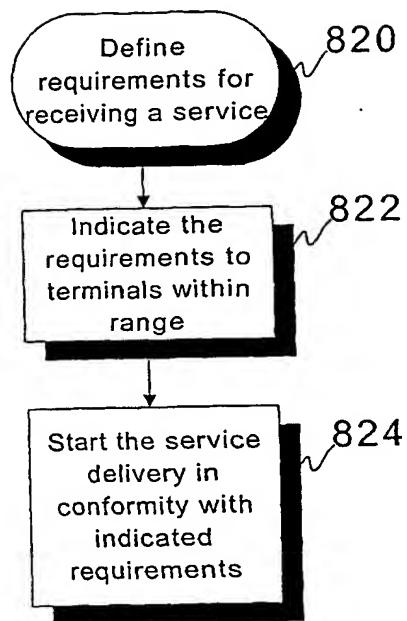 Define
requirements for
receiving a service
820
Indicate the
requirements to
terminals within
range
822
Start the service
delivery in
conformity with
indicated
requirements
824